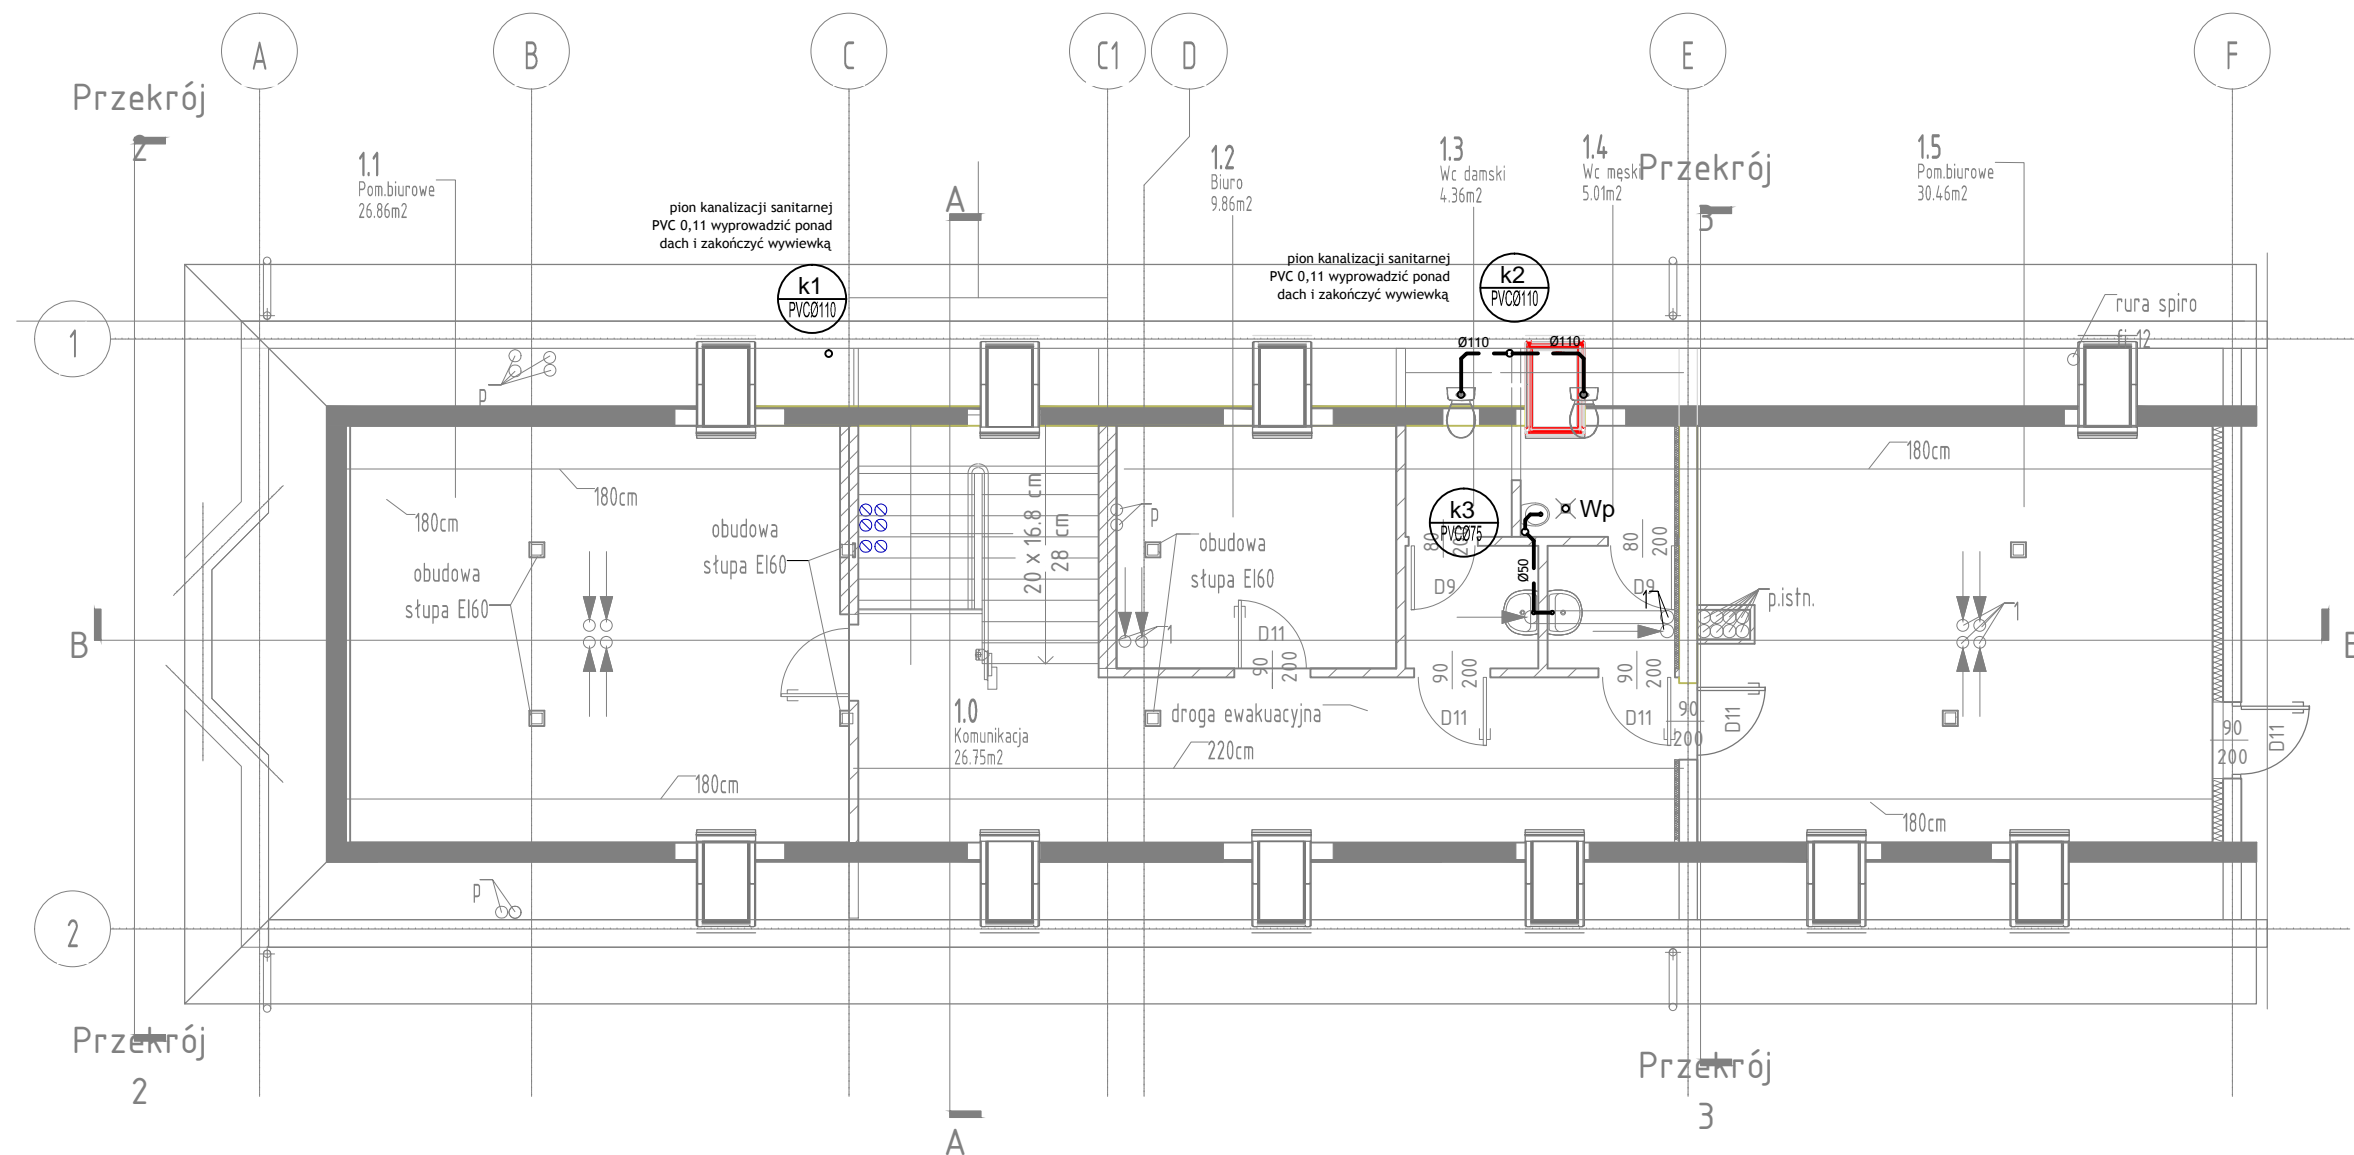 A
B
C
C1
D
E
F
Przekrój
2
1.1
Pom.biurowe
26.86m2
pion kanalizacji sanitarnej
PVC 0,11 wyprowadzić ponad
dach i zakończyć wywiewką
k1
PVCØ110
A
1.2
Biuro
9.86m2
1.3
Wc damski
4.36m2
1.4
Wc męski
5.01m2
Przekrój
3
1.5
Pom.biurowe
30.46m2
pion kanalizacji sanitarnej
PVC 0,11 wyprowadzić ponad
dach i zakończyć wywiewką
k2
PVCØ110
rura spiro
fi 12
1
Ø110
Ø110
p
180cm
180cm
180cm
obudowa
słupa EI60
obudowa
słupa EI60
20 x 16.8 cm
28 cm
p
obudowa
słupa EI60
k3
PVCØ75
Wp
Ø50
80
200
D9
80
200
D9
1
p.istn.
1
1
B
D11
90
200
90
200
D11
90
200
D11
90
200
D11
90
200
D11
1.0
Komunikacja
26.75m2
droga ewakuacyjna
220cm
180cm
180cm
p
2
Przekrój
2
A
Przekrój
3